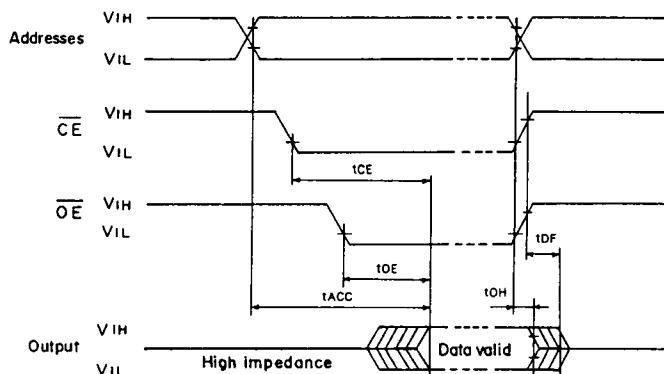 Addresses
VIH
VIL
CE
VIH
VIL
tCE
OE
VIH
VIL
tDF
tOE
tACC
tOH
Output
VIH
High impedance
Data valid
VIL